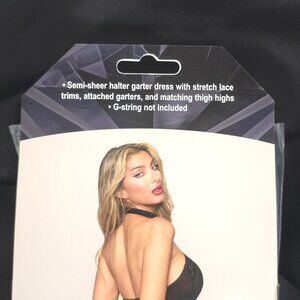 • Semi-sheer halter garter dress with stretch lace
trims, attached garters, and matching thigh highs
• G-string not included